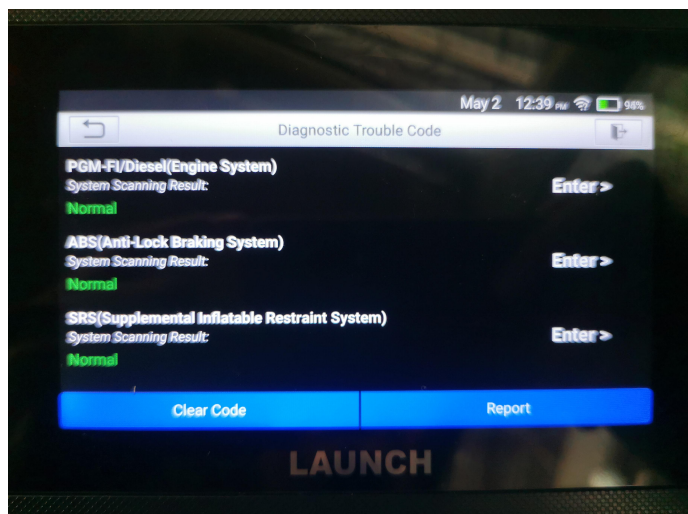 May 2 12:39 PM 94%
Diagnostic Trouble Code
PGM-FI/Diesel(Engine System)
System Scanning Result:
Enter >
Normal
ABS(Anti-Lock Braking System)
System Scanning Result:
Enter >
Normal
SRS(Supplemental Inflatable Restraint System)
System Scanning Result:
Enter >
Normal
Clear Code
Report
LAUNCH